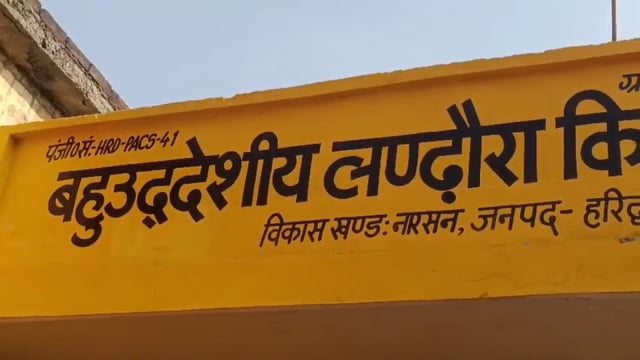 पंजी०सं:-HRD-PACS-41
बहुउद्देशीय लण्ढ़ौरा
विकास खण्ड: नारसन, जनपद-